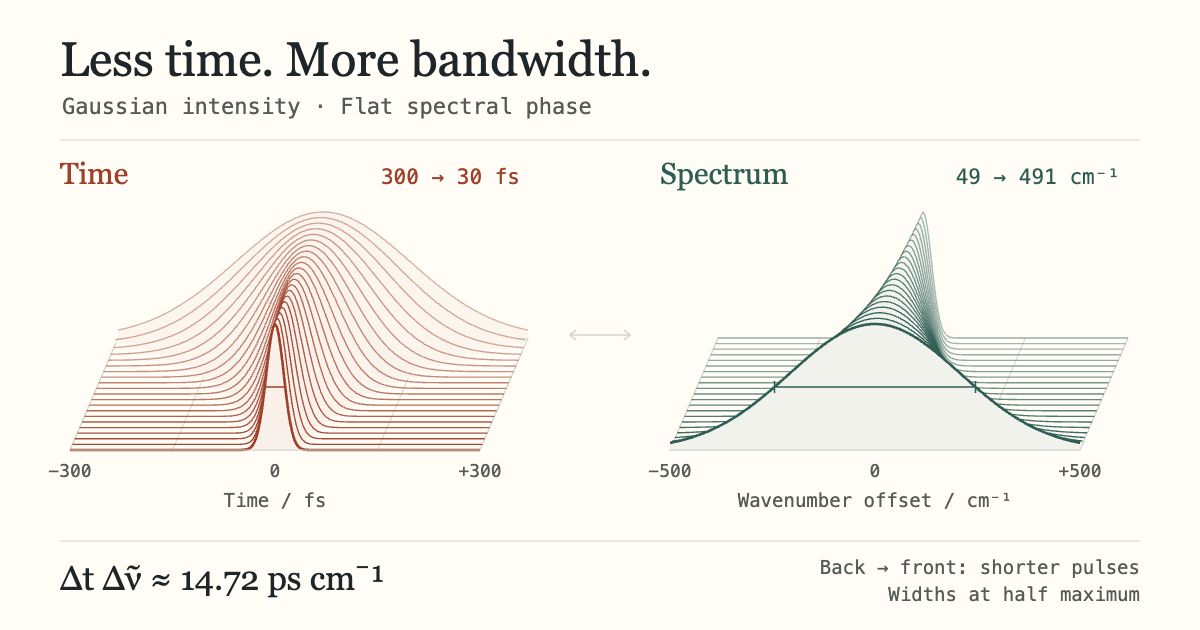 Less time. More bandwidth.
Gaussian intensity · Flat spectral phase
Time
300 → 30 fs
Spectrum
49 → 491 cm⁻¹
−300
0
+300
Time / fs
−500
0
+500
Wavenumber offset / cm⁻¹
Δt Δν̃ ≈ 14.72 ps cm⁻¹
Back → front: shorter pulses
Widths at half maximum